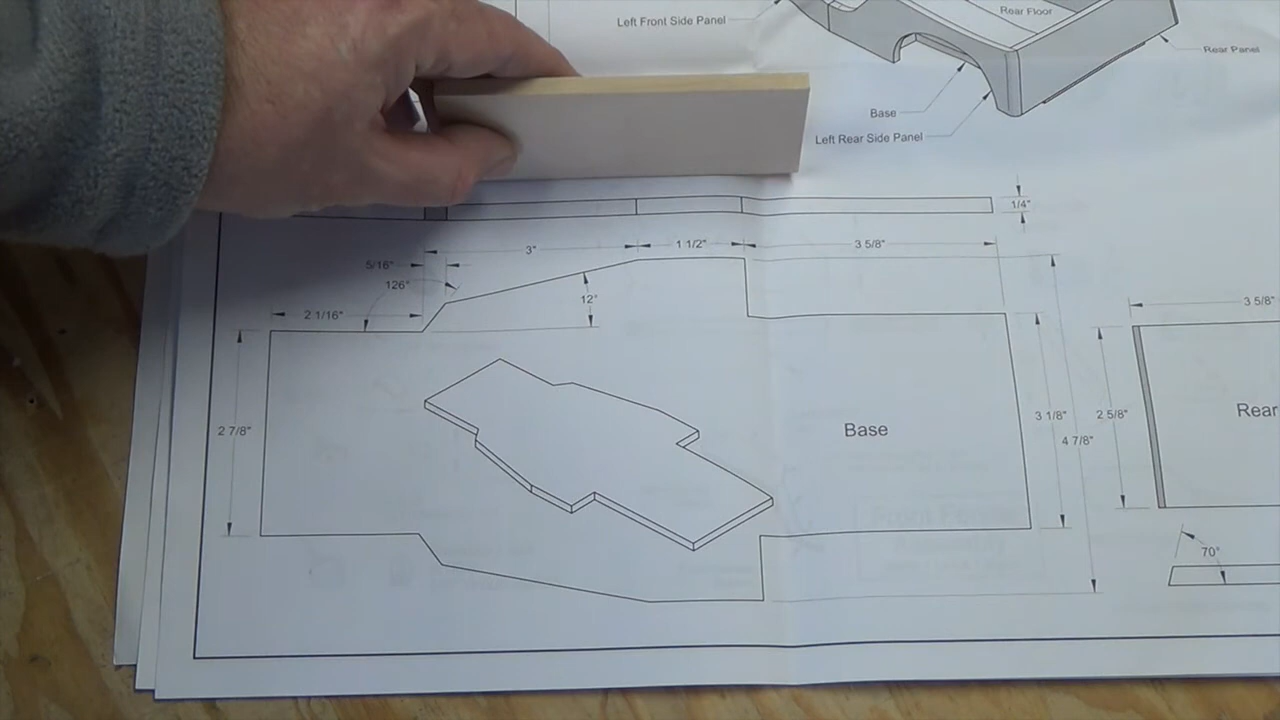 Left Front Side Panel
Rear Floor
Rear Panel
Base
Left Rear Side Panel
1/4"
3"
1 1/2"
3 5/8"
5/16"
126°
12°
2 1/16"
3 5/8"
2 7/8"
Base
3 1/8"
4 7/8"
2 5/8"
Rear
70°